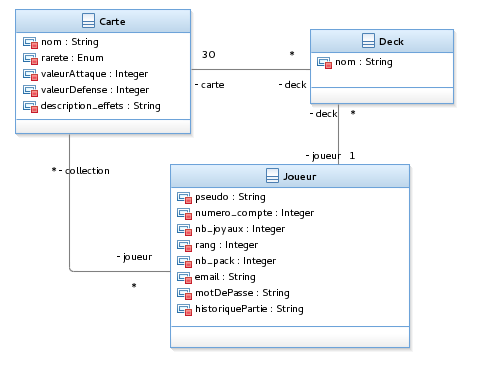 Carte
nom : String
rarete : Enum
valeurAttaque : Integer
valeurDefense : Integer
description_effets : String
30
*
- carte
- deck
Deck
nom : String
- deck *
- joueur 1
* - collection
- joueur
*
Joueur
pseudo : String
numero_compte : Integer
nb_joyaux : Integer
rang : Integer
nb_pack : Integer
email : String
motDePasse : String
historiquePartie : String